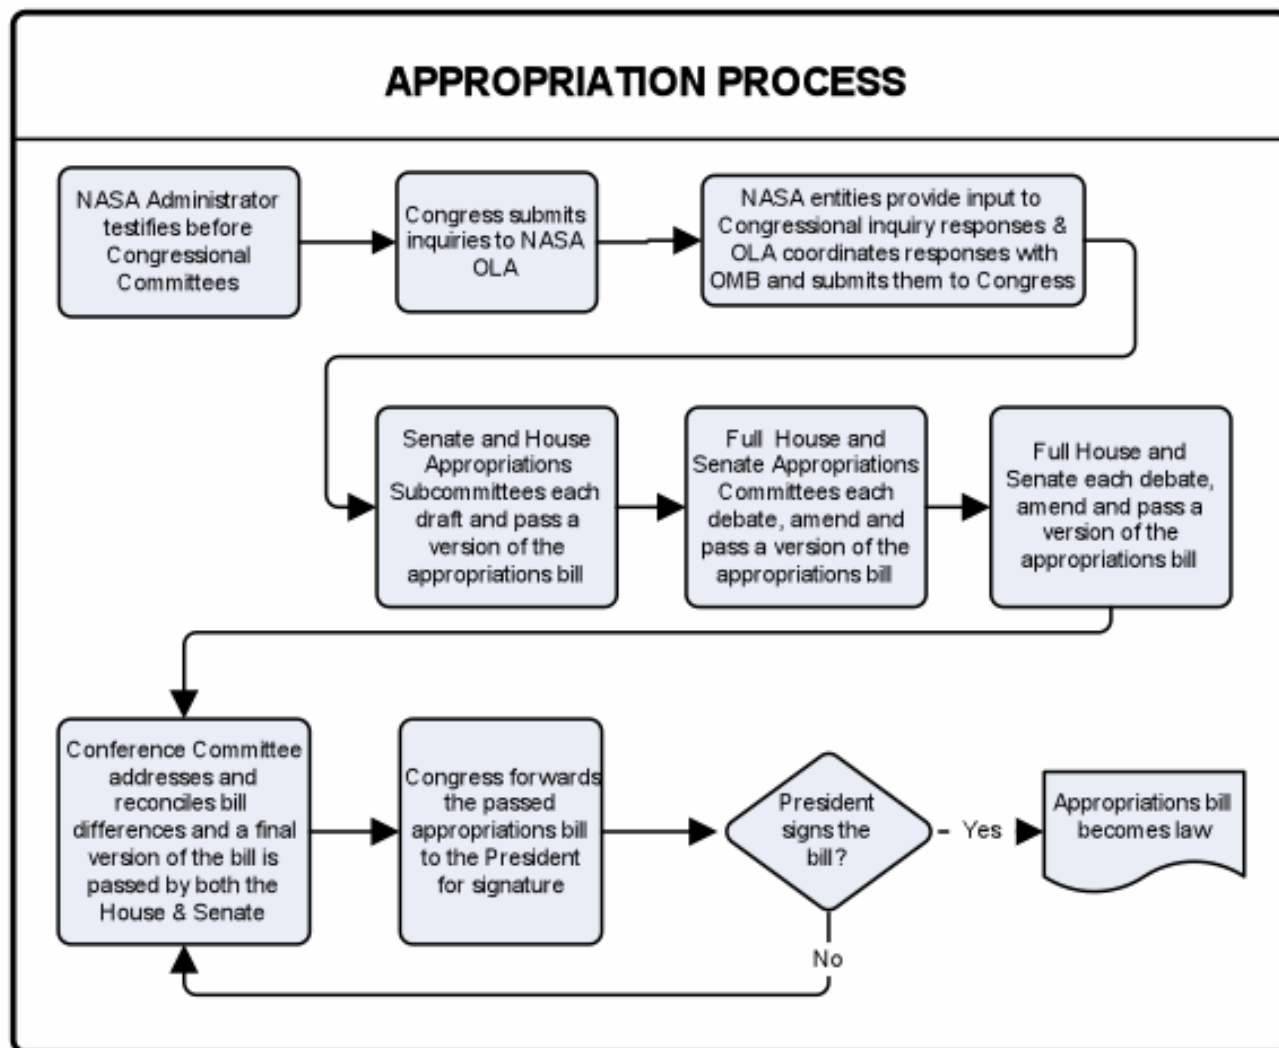 APPROPRIATION PROCESS
NASA Administrator
testifies before
Congressional
Committees
Congress submits
inquiries to NASA
OLA
NASA entities provide input to
Congressional inquiry responses &
OLA coordinates responses with
OMB and submits them to Congress
Senate and House
Appropriations
Subcommittees each
draft and pass a
version of the
appropriations bill
Full House and
Senate Appropriations
Committees each
debate, amend and
pass a version of the
appropriations bill
Full House and
Senate each debate,
amend and pass a
version of the
appropriations bill
Conference Committee
addresses and
reconciles bill
differences and a final
version of the bill is
passed by both the
House & Senate
Congress forwards
the passed
appropriations bill
to the President
for signature
President
signs the
bill?
Yes
Appropriations bill
becomes law
No